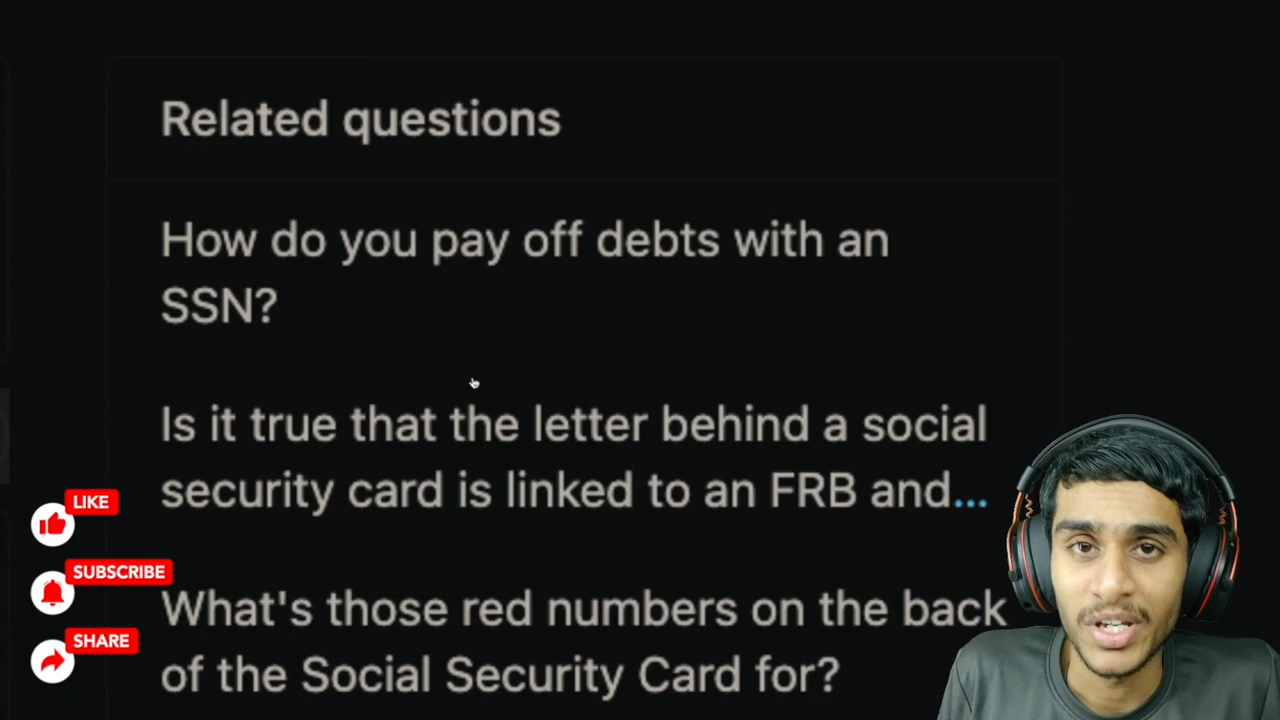 Related questions
How do you pay off debts with an
SSN?
Is it true that the letter behind a social
security card is linked to an FRB and...
What's those red numbers on the back
of the Social Security Card for?
LIKE
SUBSCRIBE
SHARE